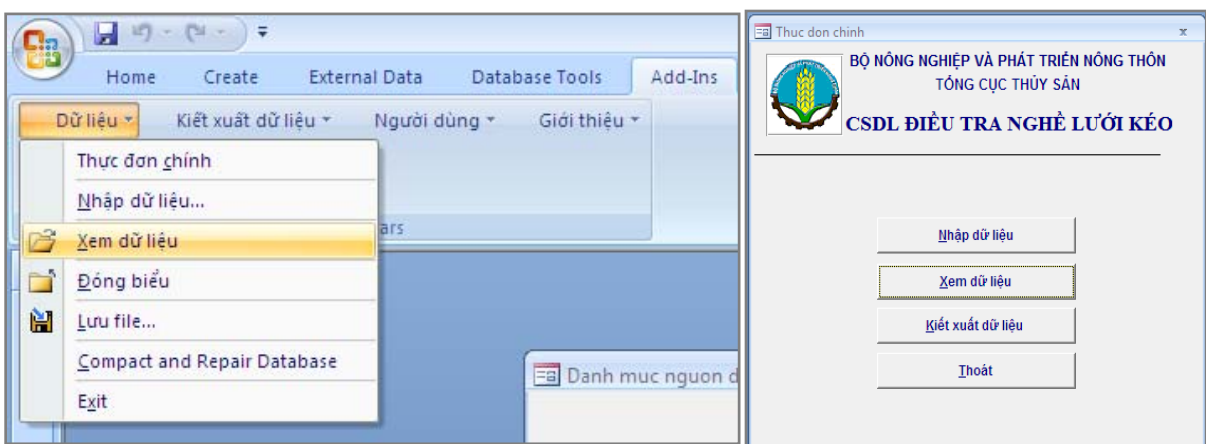 Home Create External Data Database Tools Add-Ins
Dữ liệu Kiết xuất dữ liệu Người dùng Giới thiệu
Thực đơn chính
Nhập dữ liệu...
Xem dữ liệu
Đóng biểu
Lưu file...
Compact and Repair Database
Exit
ars
Danh muc nguon d
Thuc don chinh x
BỘ NÔNG NGHIỆP VÀ PHÁT TRIỂN NÔNG THÔN
TỔNG CỤC THỦY SẢN
CSDL ĐIỀU TRA NGHỀ LƯỚI KÉO
Nhập dữ liệu
Xem dữ liệu
Kiết xuất dữ liệu
Thoát